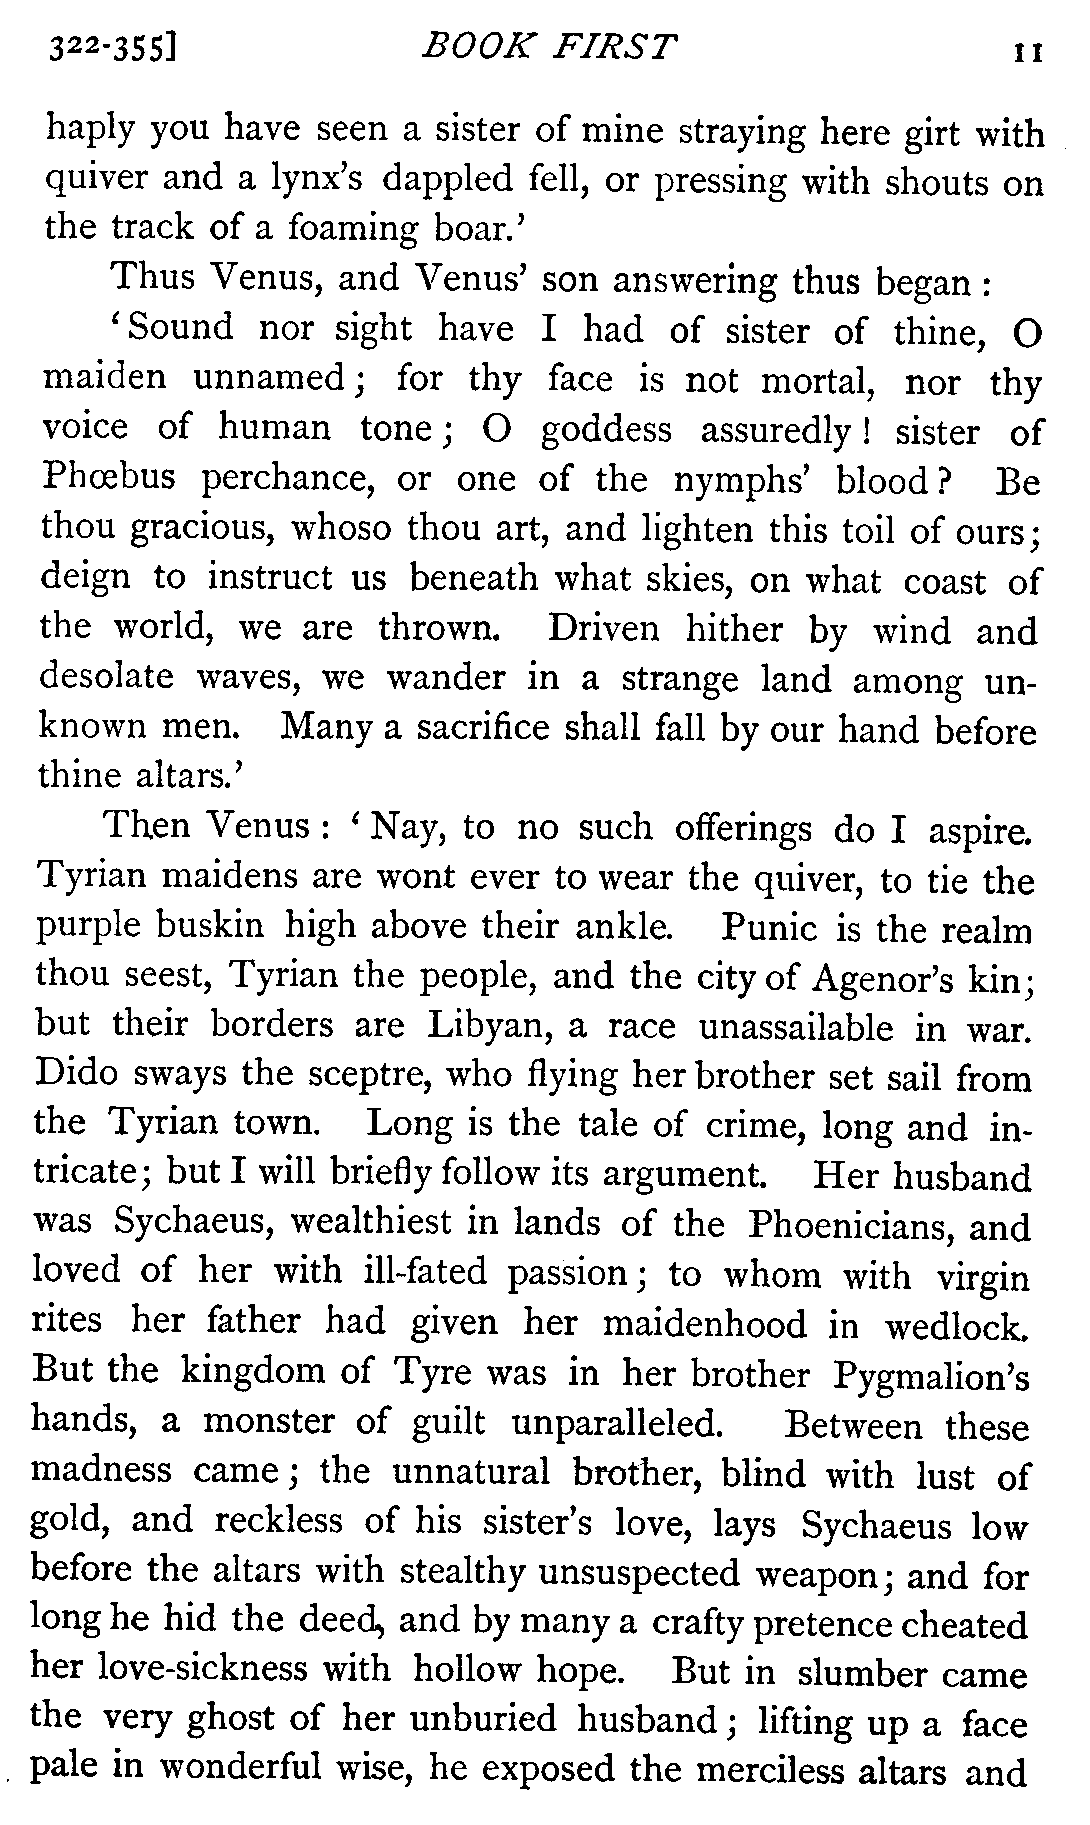 322-355] BOOK FIRST 11
haply you have seen a sister of mine straying here girt with
quiver and a lynx's dappled fell, or pressing with shouts on
the track of a foaming boar.'
Thus Venus, and Venus' son answering thus began :
'Sound nor sight have I had of sister of thine, O
maiden unnamed ; for thy face is not mortal, nor thy
voice of human tone ; O goddess assuredly ! sister of
Phœbus perchance, or one of the nymphs' blood ? Be
thou gracious, whoso thou art, and lighten this toil of ours ;
deign to instruct us beneath what skies, on what coast of
the world, we are thrown. Driven hither by wind and
desolate waves, we wander in a strange land among un-
known men. Many a sacrifice shall fall by our hand before
thine altars.'
Then Venus : ' Nay, to no such offerings do I aspire.
Tyrian maidens are wont ever to wear the quiver, to tie the
purple buskin high above their ankle. Punic is the realm
thou seest, Tyrian the people, and the city of Agenor's kin ;
but their borders are Libyan, a race unassailable in war.
Dido sways the sceptre, who flying her brother set sail from
the Tyrian town. Long is the tale of crime, long and in-
tricate ; but I will briefly follow its argument. Her husband
was Sychaeus, wealthiest in lands of the Phoenicians, and
loved of her with ill-fated passion ; to whom with virgin
rites her father had given her maidenhood in wedlock.
But the kingdom of Tyre was in her brother Pygmalion's
hands, a monster of guilt unparalleled. Between these
madness came ; the unnatural brother, blind with lust of
gold, and reckless of his sister's love, lays Sychaeus low
before the altars with stealthy unsuspected weapon ; and for
long he hid the deed, and by many a crafty pretence cheated
her love-sickness with hollow hope. But in slumber came
the very ghost of her unburied husband ; lifting up a face
pale in wonderful wise, he exposed the merciless altars and